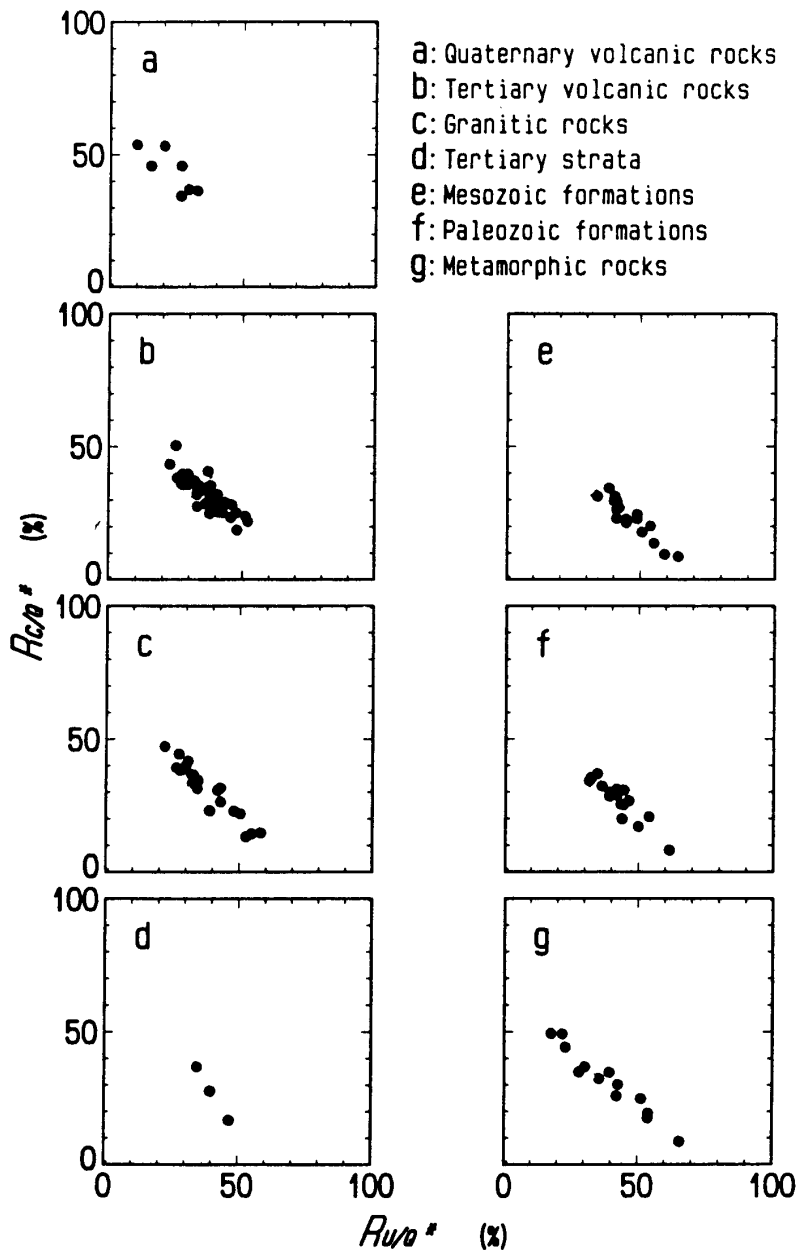 a: Quaternary volcanic rocks
b: Tertiary volcanic rocks
c: Granitic rocks
d: Tertiary strata
e: Mesozoic formations
f: Paleozoic formations
g: Metamorphic rocks
100
a
50
0
100
b
50
0
e
100
c
50
0
f
100
d
50
0
g
0 50 100
0 50 100
Rc/Q* (%)
Ru/Q* (%)